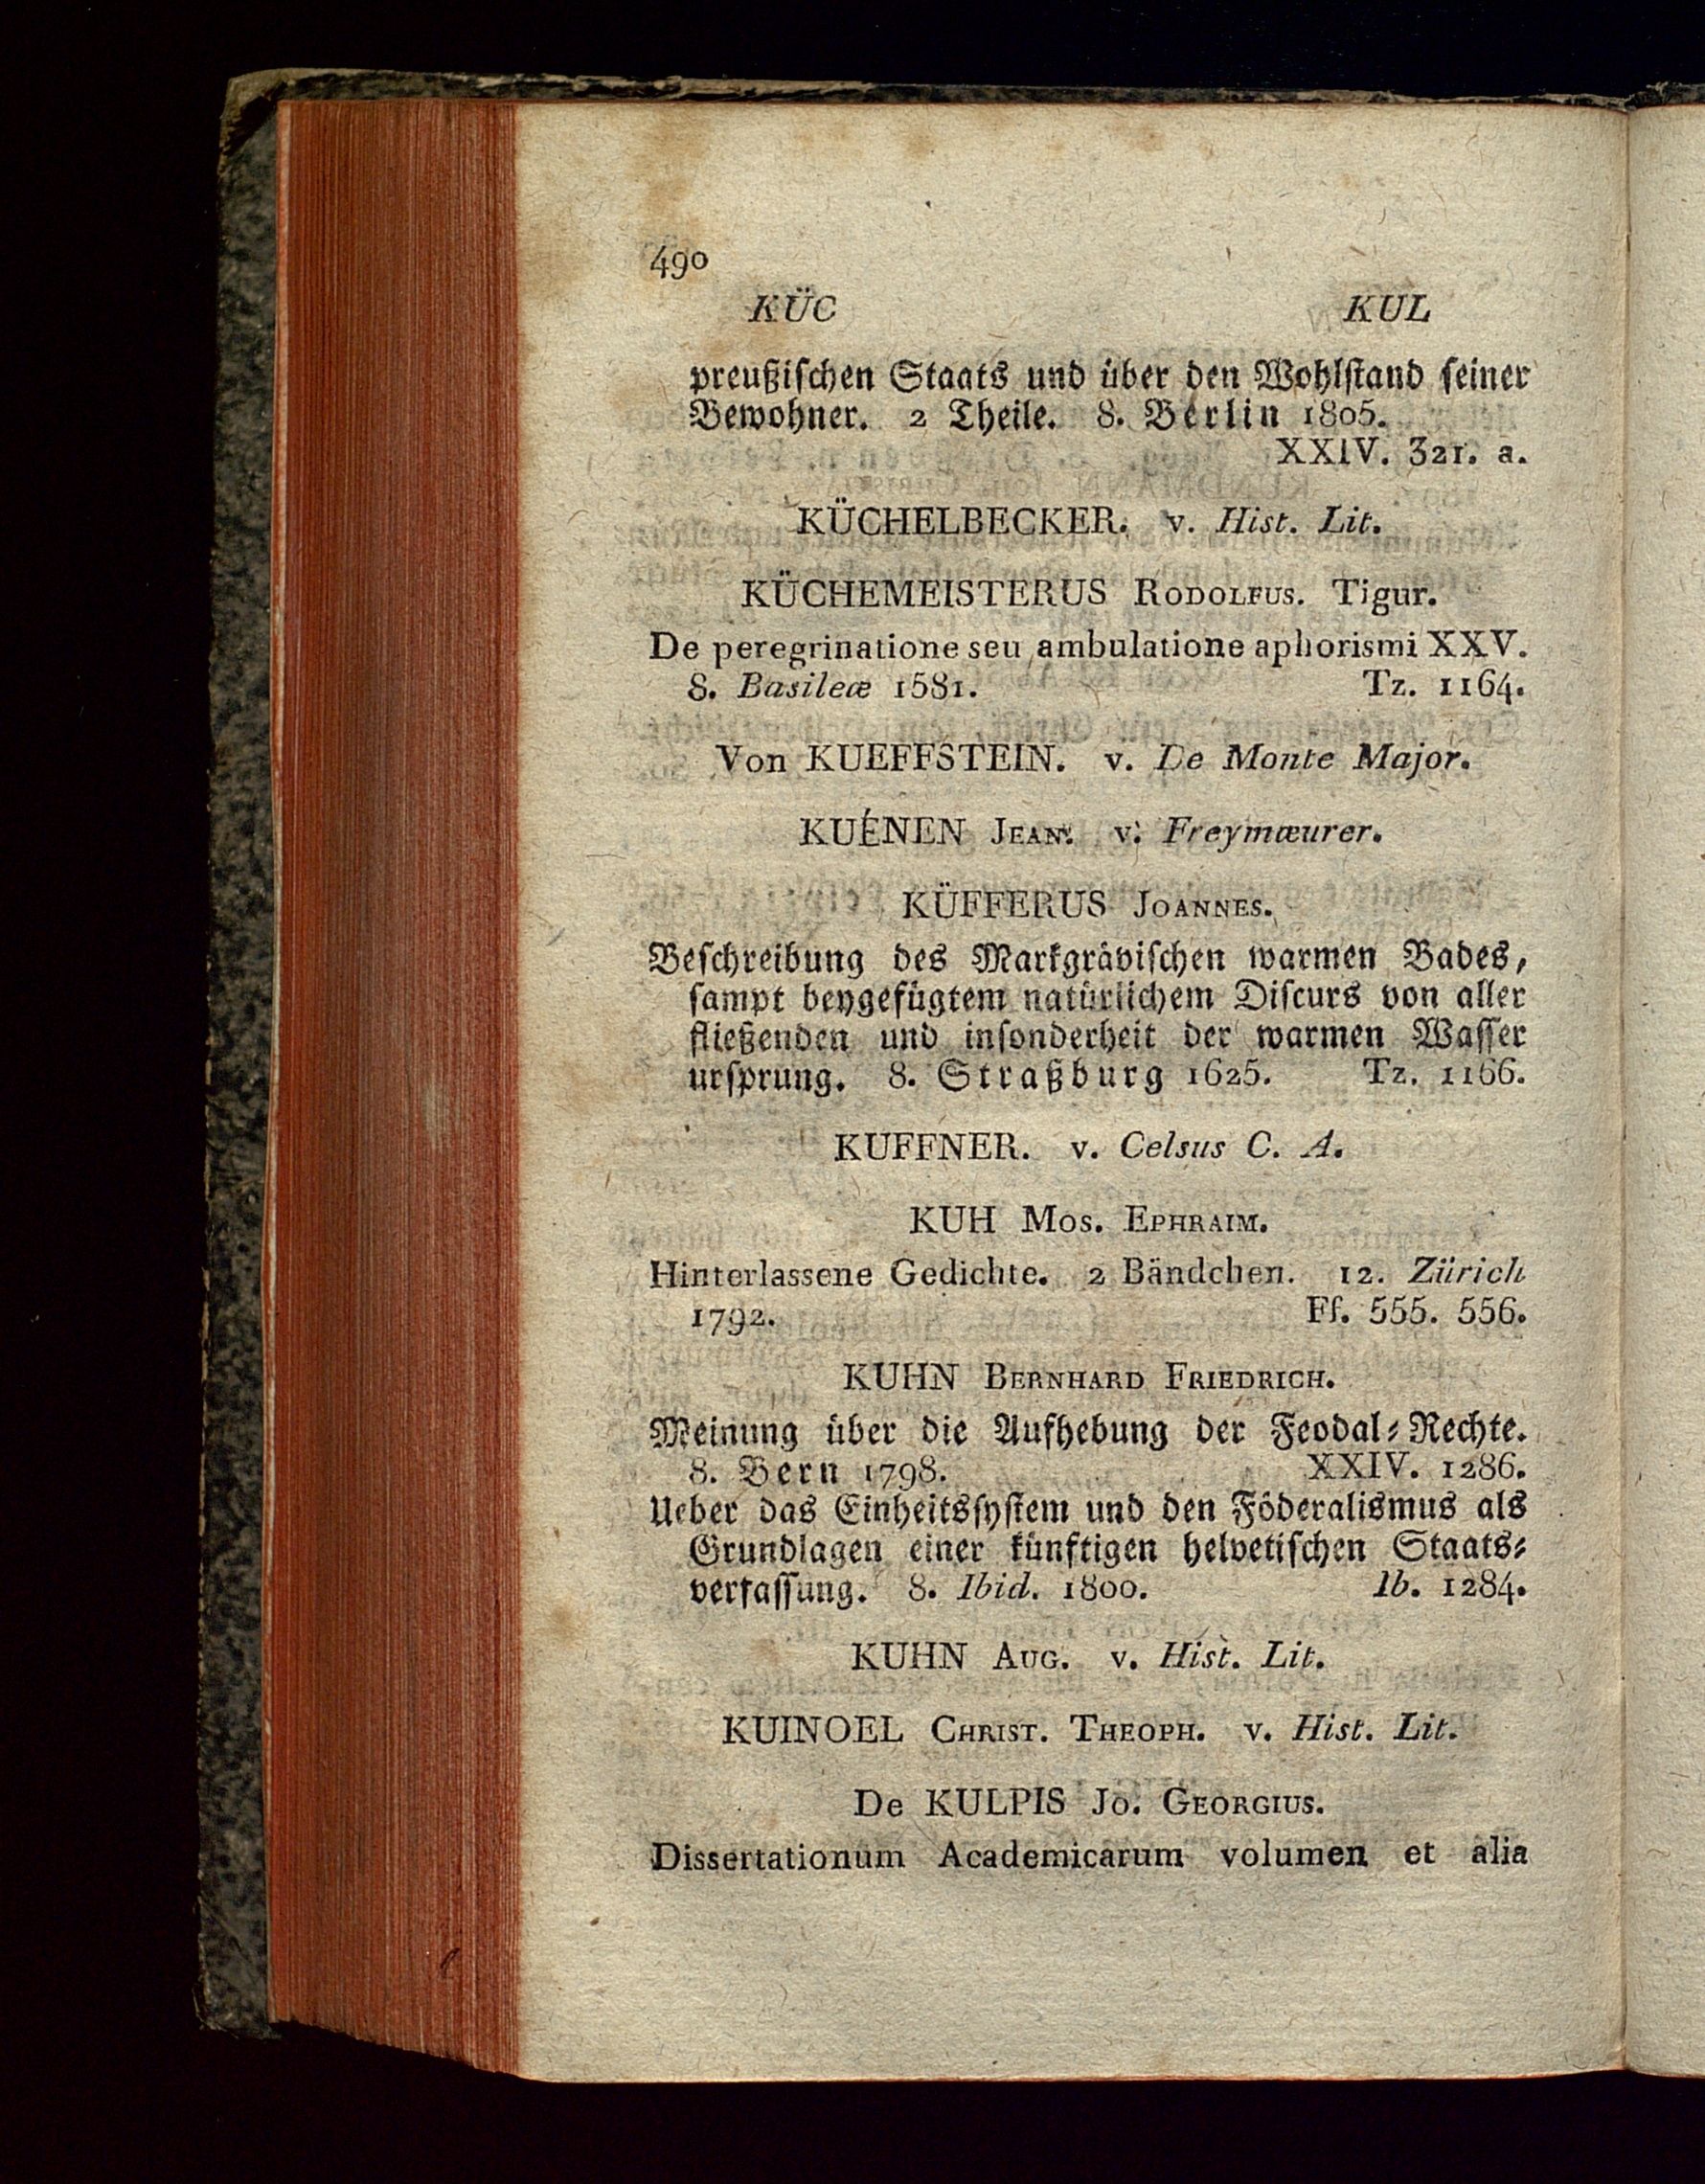 490
KÜC KUL
preußischen Staats und über den Wohlstand seiner
Bewohner. 2 Theile. 8. Berlin 1805.
XXIV. 321. a.
KÜCHELBECKER. v. Hist. Lit.
KÜCHEMEISTERUS RODOLFUS. Tigur.
De peregrinatione seu ambulatione aphorismi XXV.
8. Basileæ 1581. Tz. 1164.
Von KUEFFSTEIN. v. De Monte Major.
KUÉNEN JEAN. v. Freymæurer.
KÜFFERUS JOANNES.
Beschreibung des Markgrävischen warmen Bades,
sampt beygefügtem natürlichem Discurs von aller
fließenden und insonderheit der warmen Wasser
ursprung. 8. Straßburg 1625. Tz. 1166.
KUFFNER. v. Celsus C. A.
KUH MOS. EPHRAIM.
Hinterlassene Gedichte. 2 Bändchen. 12. Zürich
1792. Ff. 555. 556.
KUHN BERNHARD FRIEDRICH.
Meinung über die Aufhebung der Feodal-Rechte.
8. Bern 1798. XXIV. 1286.
Ueber das Einheitssystem und den Föderalismus als
Grundlagen einer künftigen helvetischen Staats-
verfassung. 8. Ibid. 1800. Ib. 1284.
KUHN AUG. v. Hist. Lit.
KUINOEL CHRIST. THEOPH. v. Hist. Lit.
De KULPIS JO. GEORGIUS.
Dissertationum Academicarum volumen et alia